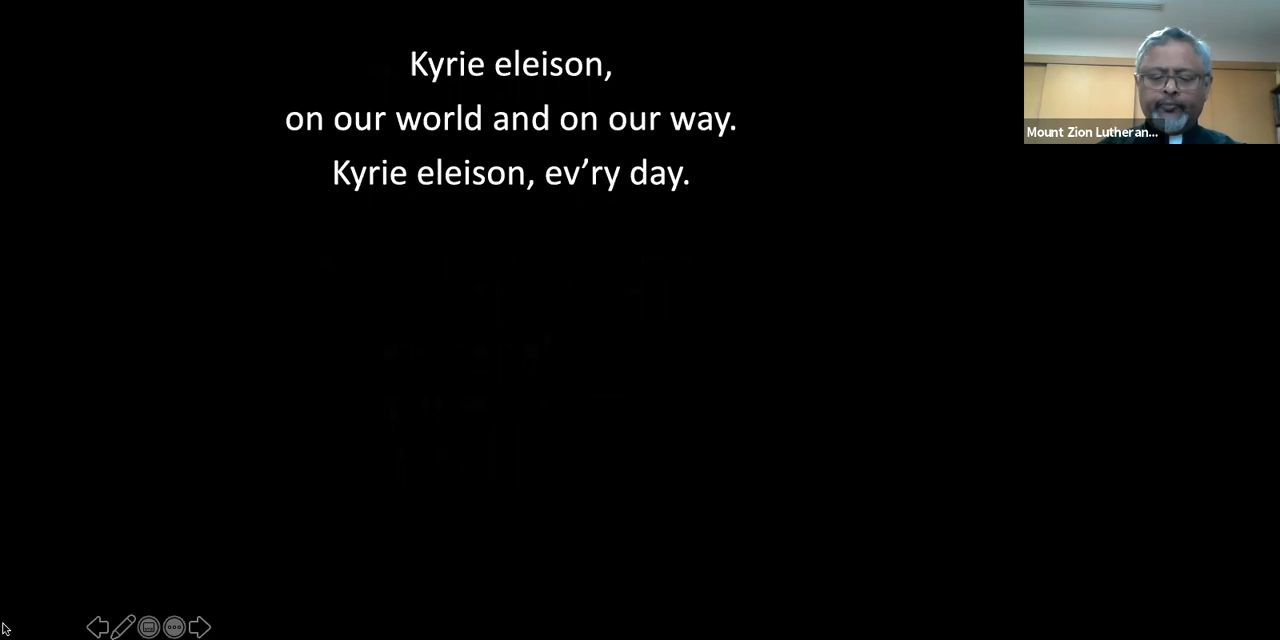 Kyrie eleison,
on our world and on our way.
Kyrie eleison, ev’ry day.
Mount Zion Lutheran...